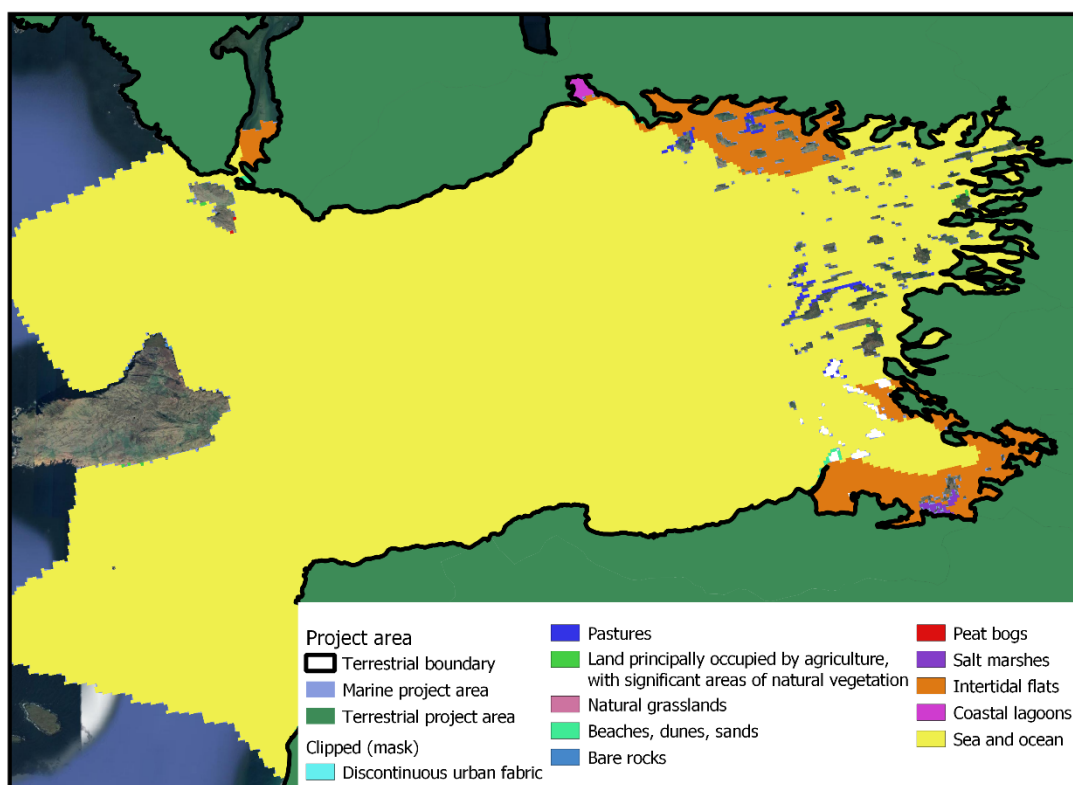 Project area
Terrestrial boundary
Marine project area
Terrestrial project area
Clipped (mask)
Discontinuous urban fabric
Pastures
Land principally occupied by agriculture,
with significant areas of natural vegetation
Natural grasslands
Beaches, dunes, sands
Bare rocks
Peat bogs
Salt marshes
Intertidal flats
Coastal lagoons
Sea and ocean